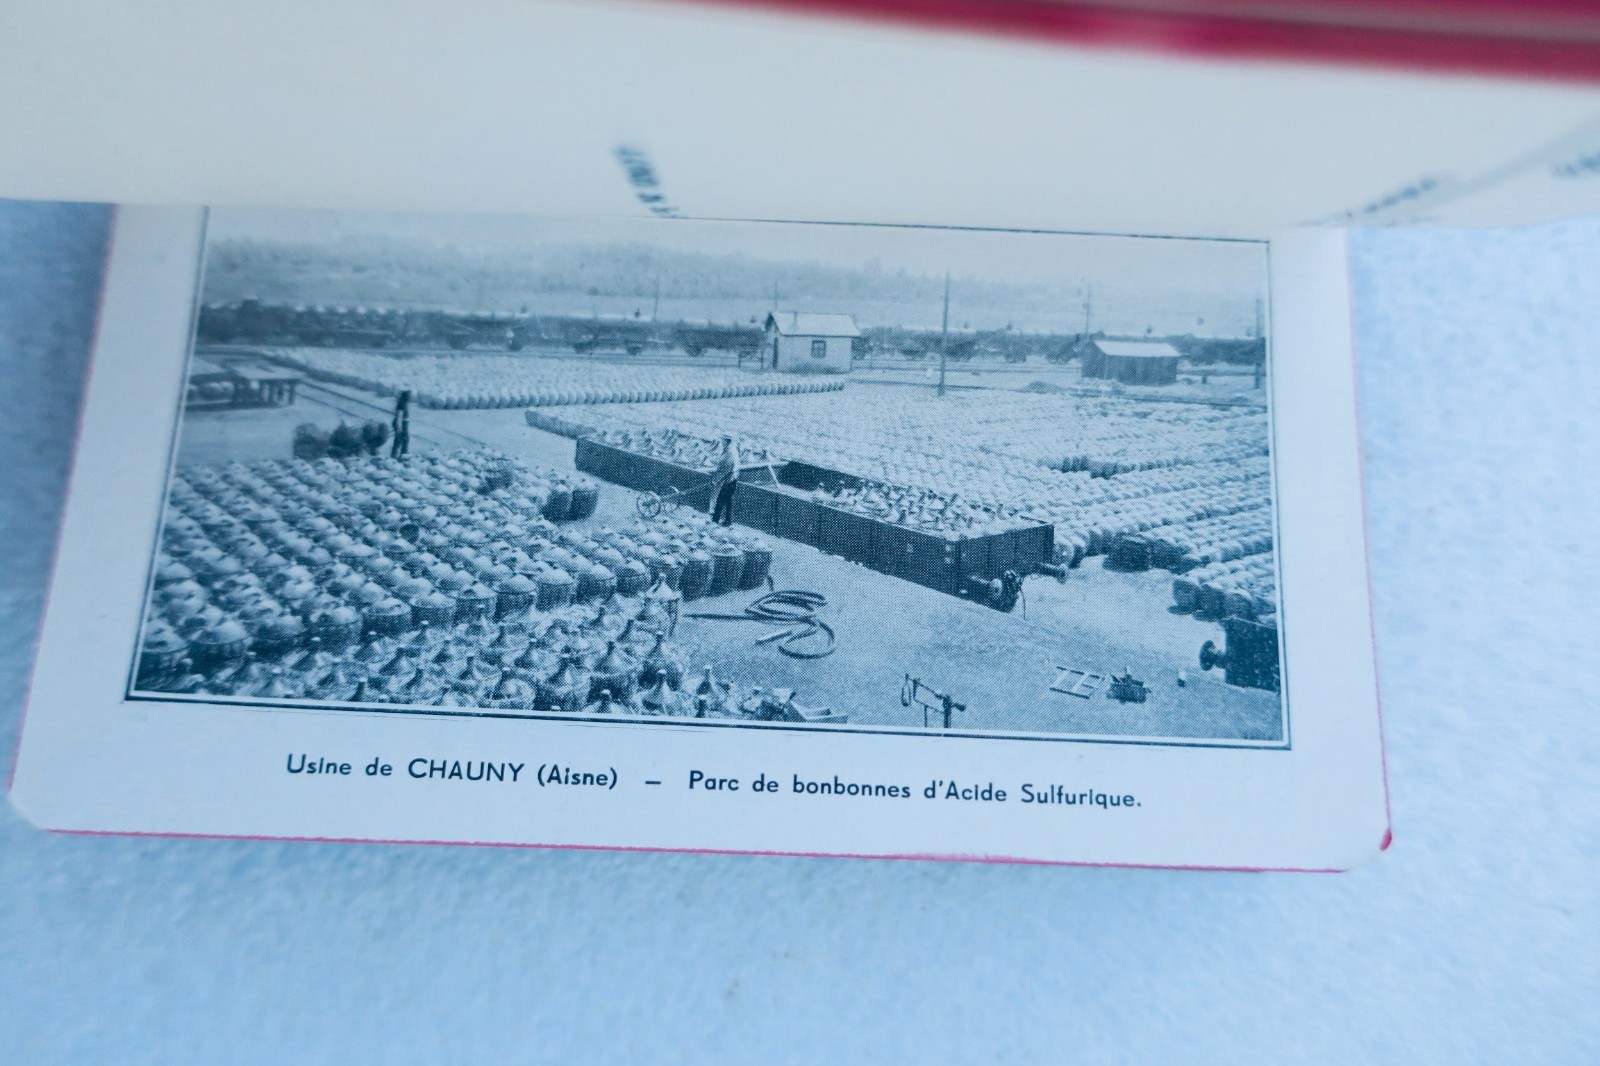 Usine de CHAUNY (Aisne) – Parc de bonbonnes d'Acide Sulfurique.